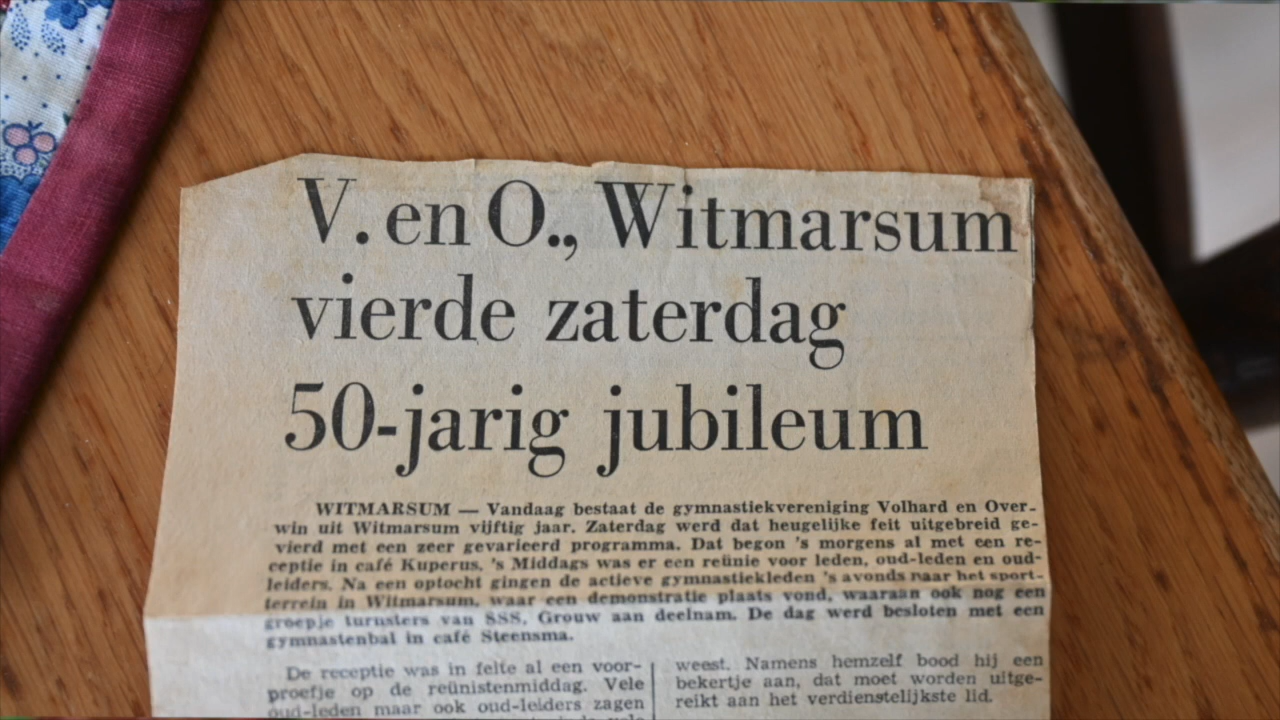 V. en O., Witmarsum
vierde zaterdag
50-jarig jubileum
WITMARSUM — Vandaag bestaat de gymnastiekvereniging Volhard en Over-
win uit Witmarsum vijftig jaar. Zaterdag werd dat heugelijke feit uitgebreid ge-
vierd met een zeer gevarieerd programma. Dat begon 's morgens al met een re-
ceptie in café Kuperus. 's Middags was er een reünie voor leden, oud-leden en oud-
leiders. Na een optocht gingen de actieve gymnastiekleden 's avonds naar het sport-
terrein in Witmarsum, waar een demonstratie plaats vond, waaraan ook nog een
groepje turnsters van SSS, Grouw aan deelnam. De dag werd besloten met een
gymnastenbal in café Steensma.
De receptie was in feite al een voor-
proefje op de reünistenmiddag. Vele
oud-leden maar ook oud-leiders zagen
weest. Namens hemzelf bood hij een
bekertje aan, dat moet worden uitge-
reikt aan het verdienstelijkste lid.